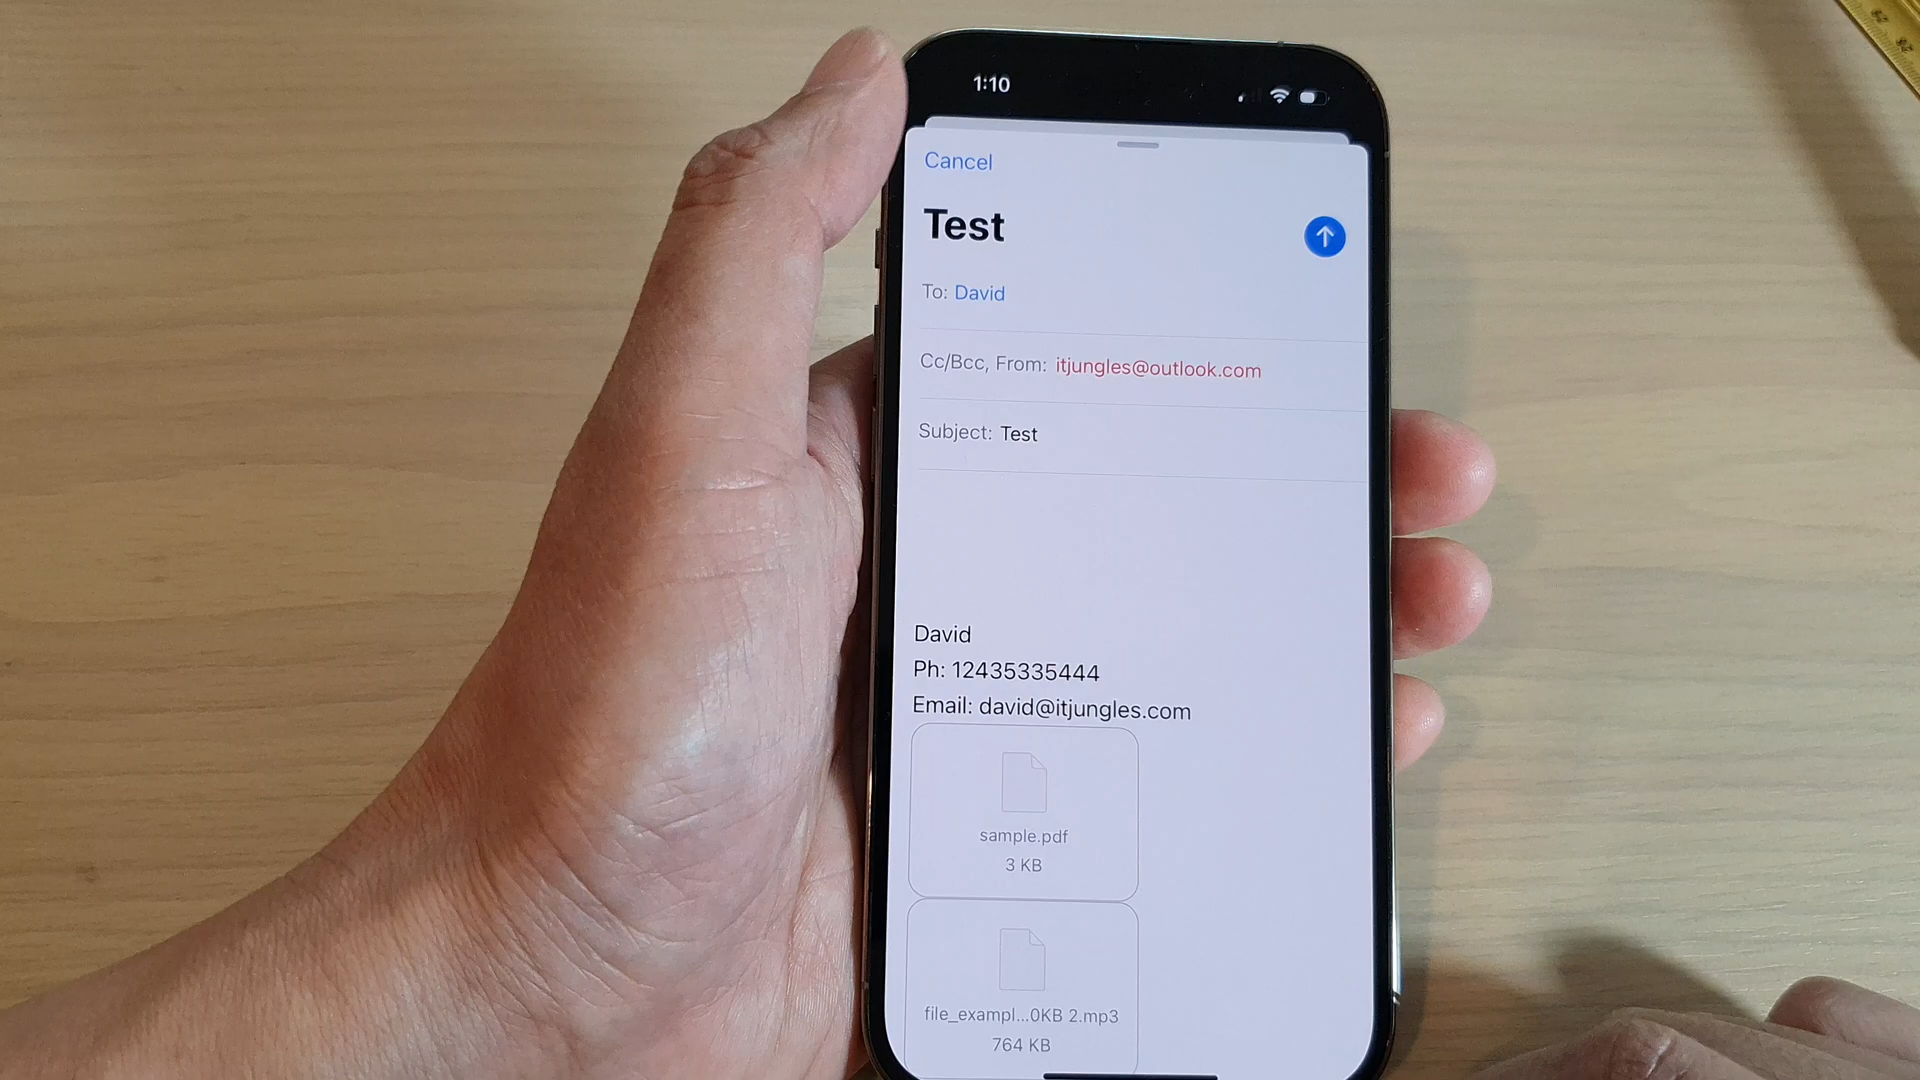 1:10
Cancel
Test
To: David
Cc/Bcc, From: itjungles@outlook.com
Subject: Test
David
Ph: 12435335444
Email: david@itjungles.com
sample.pdf
3 KB
file_exampl...0KB 2.mp3
764 KB